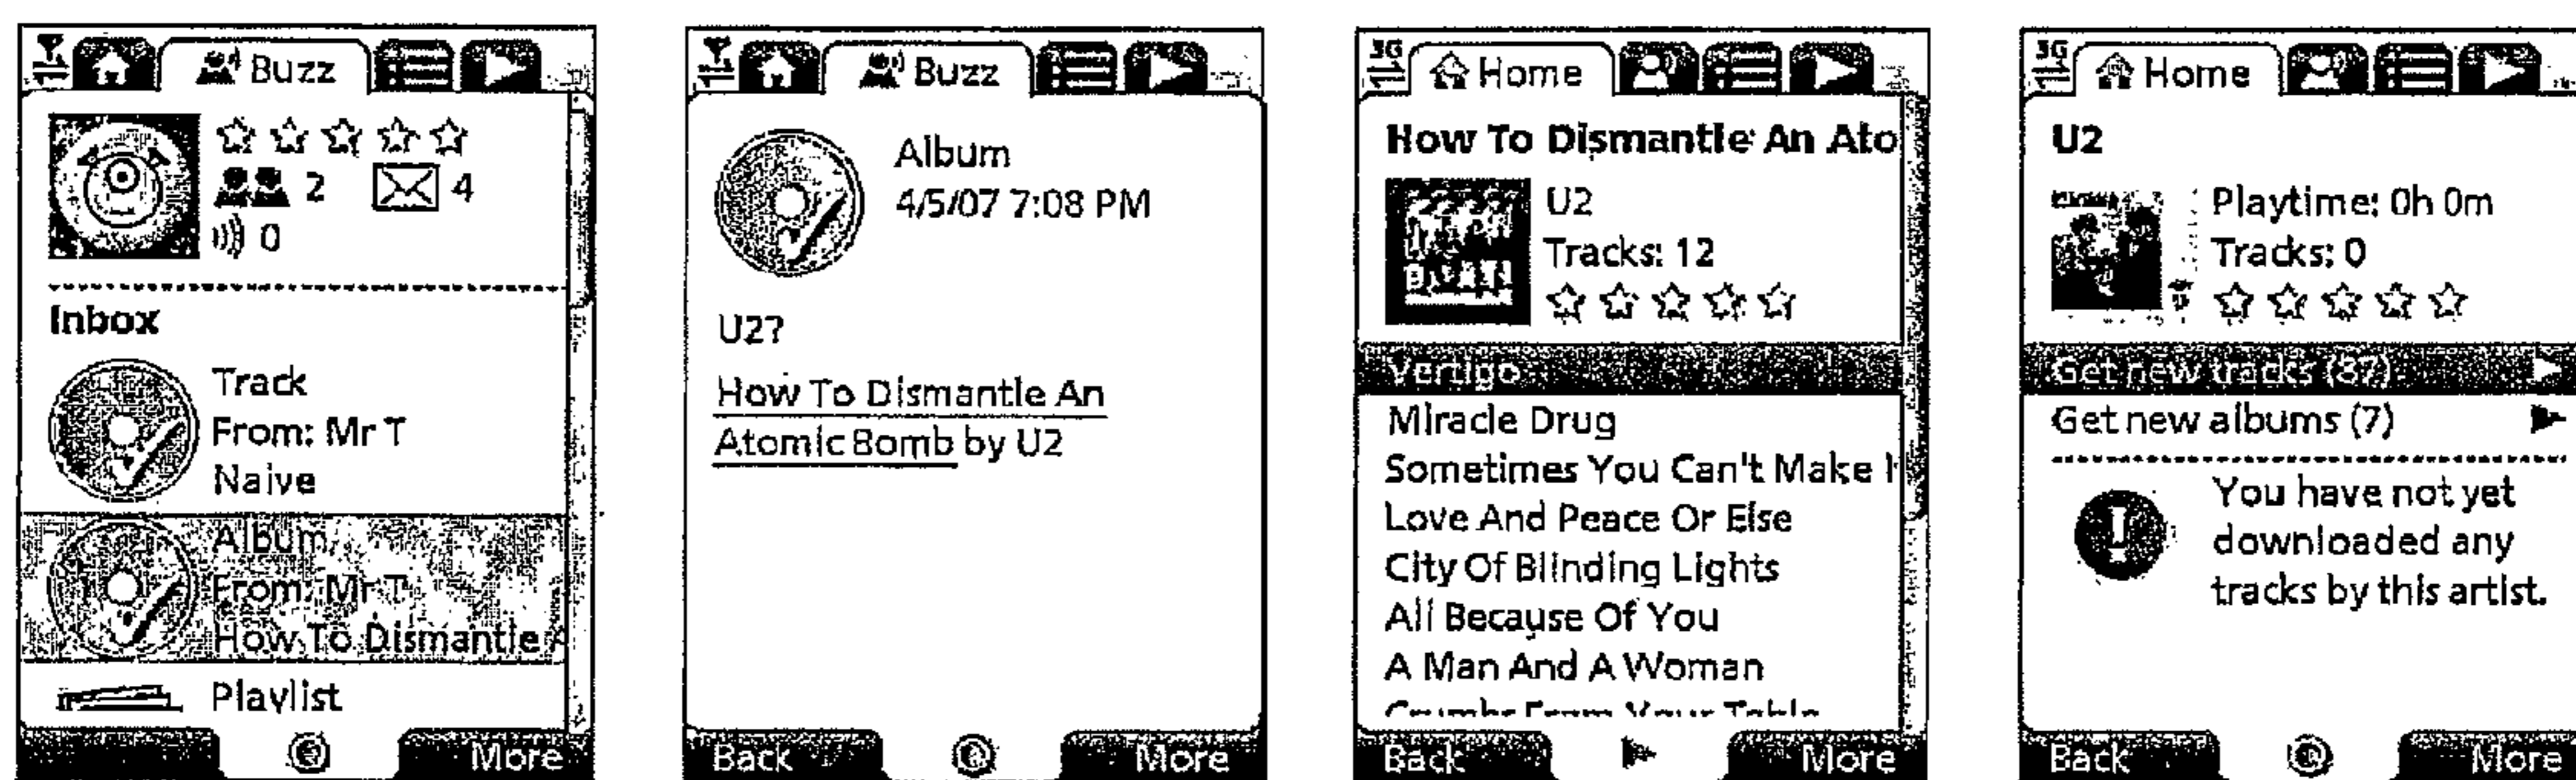 Buzz
2
4
0
Inbox
Track
From: Mr T
Naive
Album
From: Mr T
How To Dismantle A
Playlist
More
Buzz
Album
4/5/07 7:08 PM
U2?
How To Dismantle An
Atomic Bomb by U2
Back
More
3G
Home
How To Dismantle An Ato
U2
Tracks: 12
Vertigo
Miracle Drug
Sometimes You Can't Make I
Love And Peace Or Else
City Of Blinding Lights
All Because Of You
A Man And A Woman
Crumbs From Your Table
Back
More
3G
Home
U2
Playtime: 0h 0m
Tracks: 0
Get new tracks (87)
Get new albums (7)
You have not yet
downloaded any
tracks by this artist.
Back
More